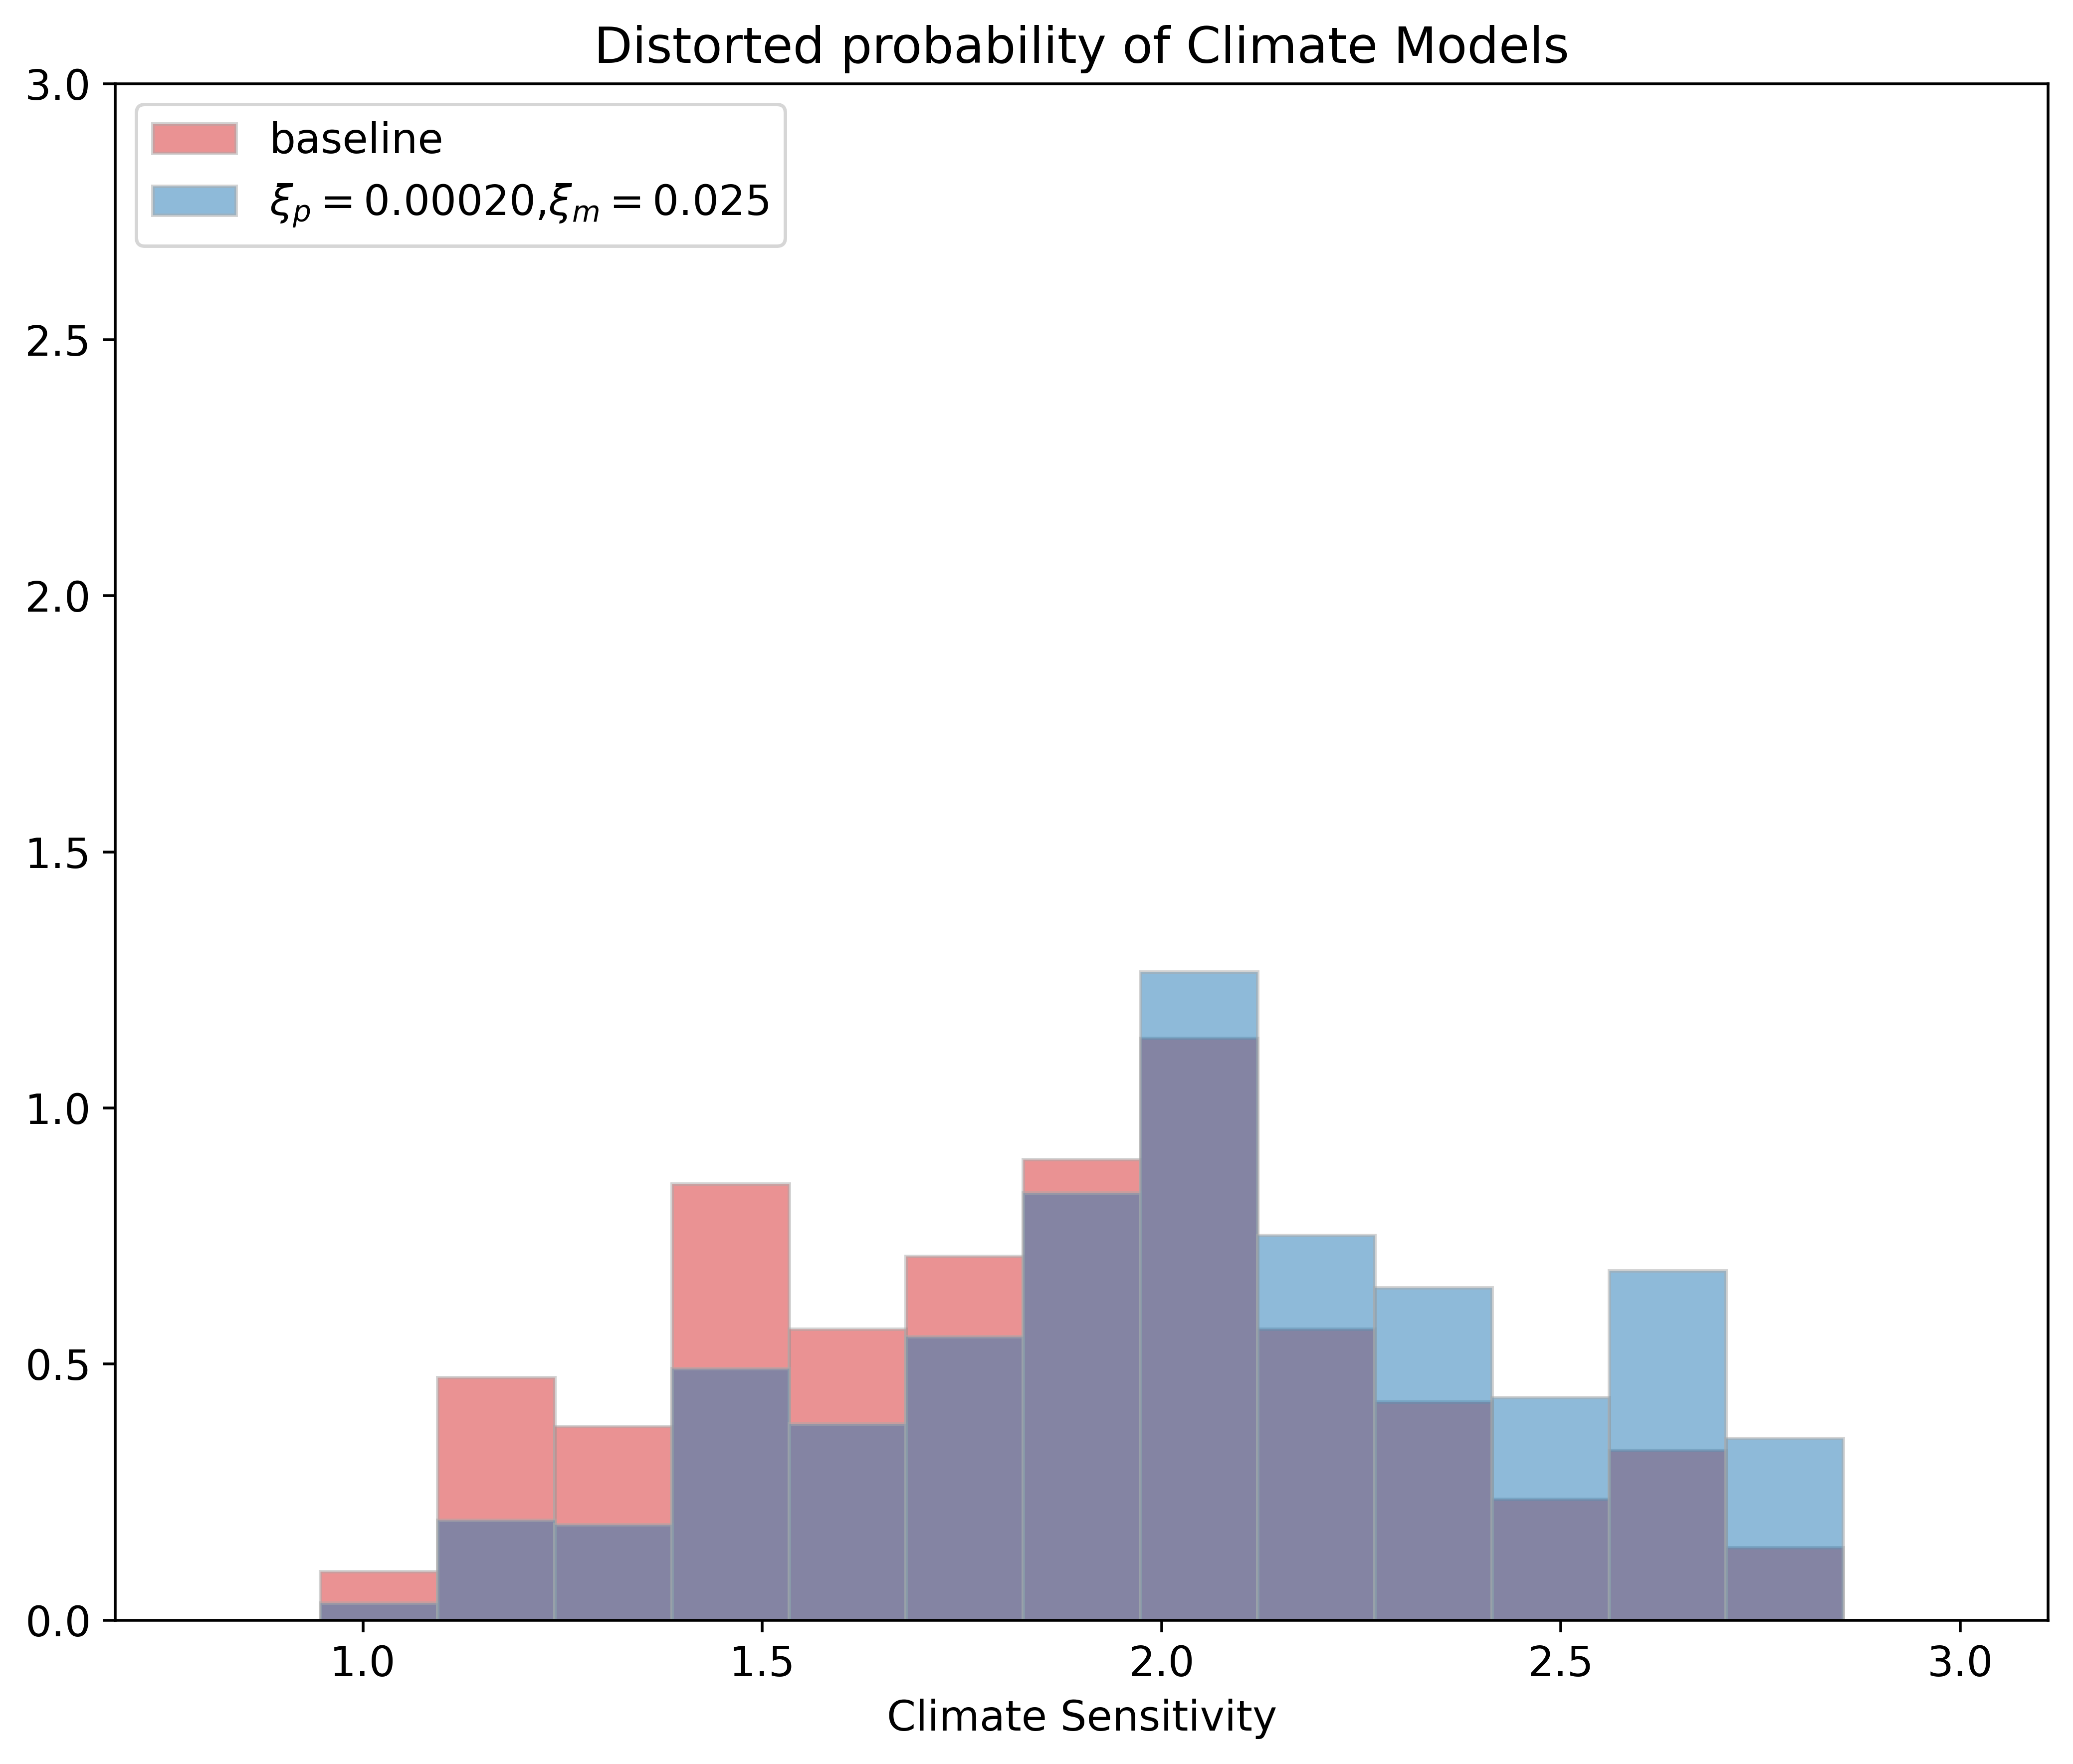 Distorted probability of Climate Models
baseline
ξₚ = 0.00020,ξₘ = 0.025
3.0
2.5
2.0
1.5
1.0
0.5
0.0
1.0 1.5 2.0 2.5 3.0
Climate Sensitivity